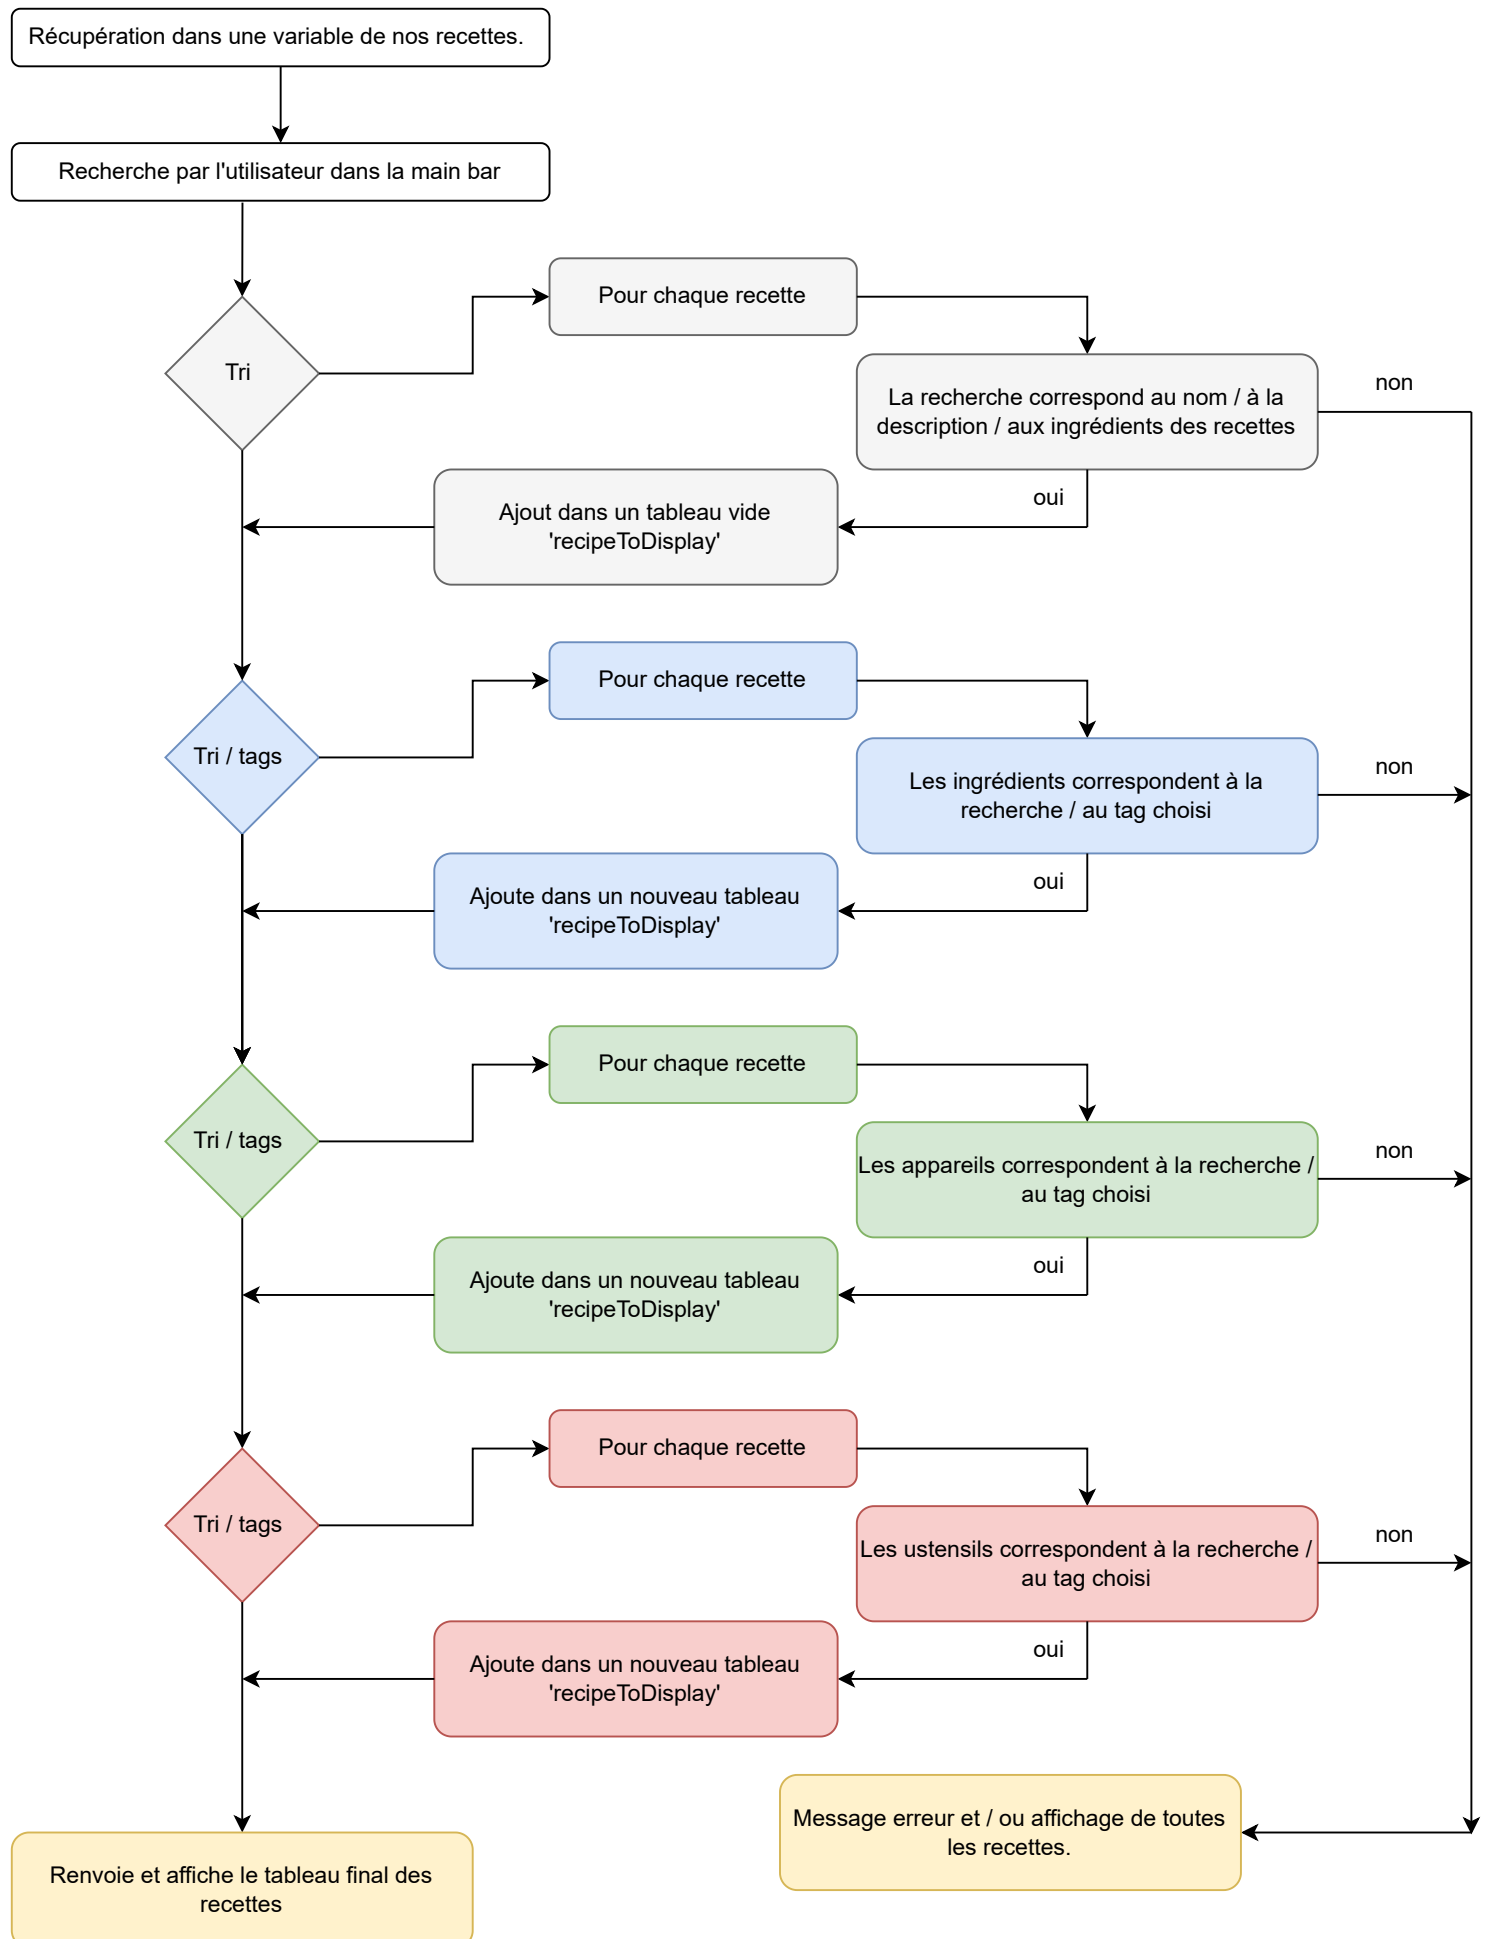 Récupération dans une variable de nos recettes.
Recherche par l'utilisateur dans la main bar
Tri
Pour chaque recette
La recherche correspond au nom / à la
description / aux ingrédients des recettes
non
oui
Ajout dans un tableau vide
'recipeToDisplay'
Tri / tags
Pour chaque recette
Les ingrédients correspondent à la
recherche / au tag choisi
non
oui
Ajoute dans un nouveau tableau
'recipeToDisplay'
Tri / tags
Pour chaque recette
Les appareils correspondent à la recherche /
au tag choisi
non
oui
Ajoute dans un nouveau tableau
'recipeToDisplay'
Tri / tags
Pour chaque recette
Les ustensils correspondent à la recherche /
au tag choisi
non
oui
Ajoute dans un nouveau tableau
'recipeToDisplay'
Message erreur et / ou affichage de toutes
les recettes.
Renvoie et affiche le tableau final des
recettes